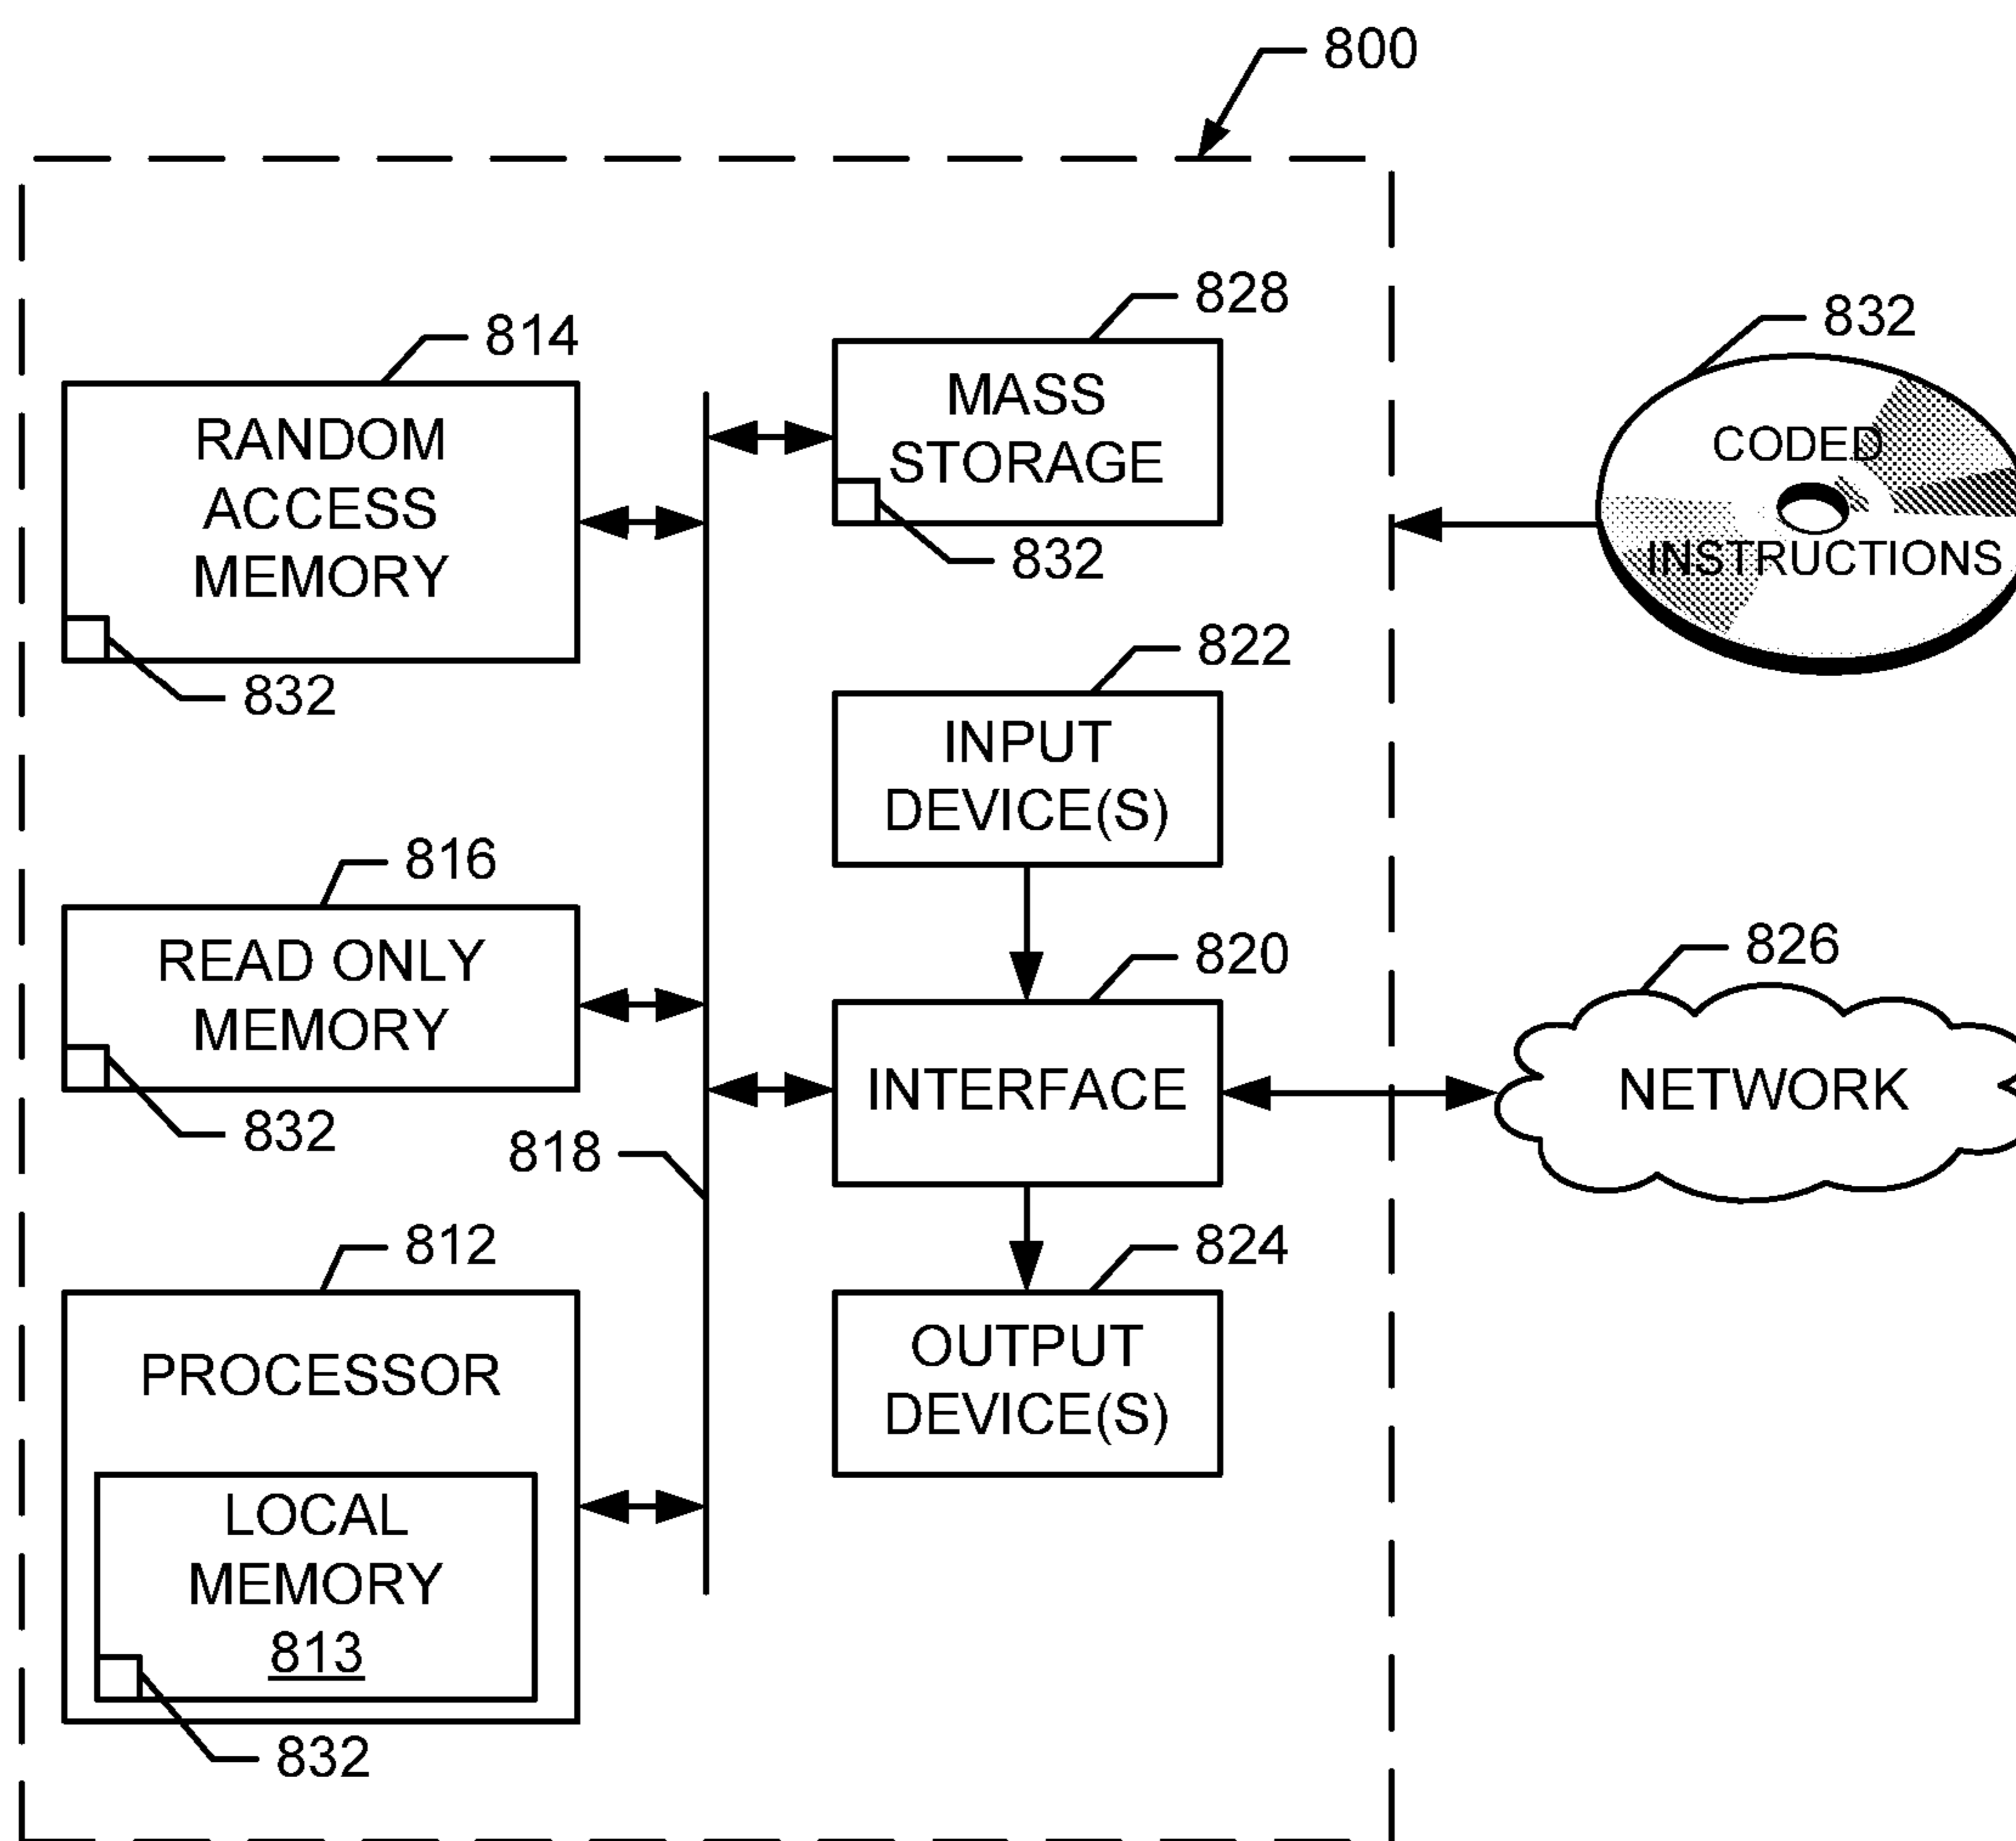 800
828
832
814
MASS
STORAGE
RANDOM
ACCESS
MEMORY
CODED
INSTRUCTIONS
832
832
822
INPUT
DEVICE(S)
816
READ ONLY
MEMORY
820
826
INTERFACE
NETWORK
832
818
812
824
PROCESSOR
OUTPUT
DEVICE(S)
LOCAL
MEMORY
813
832